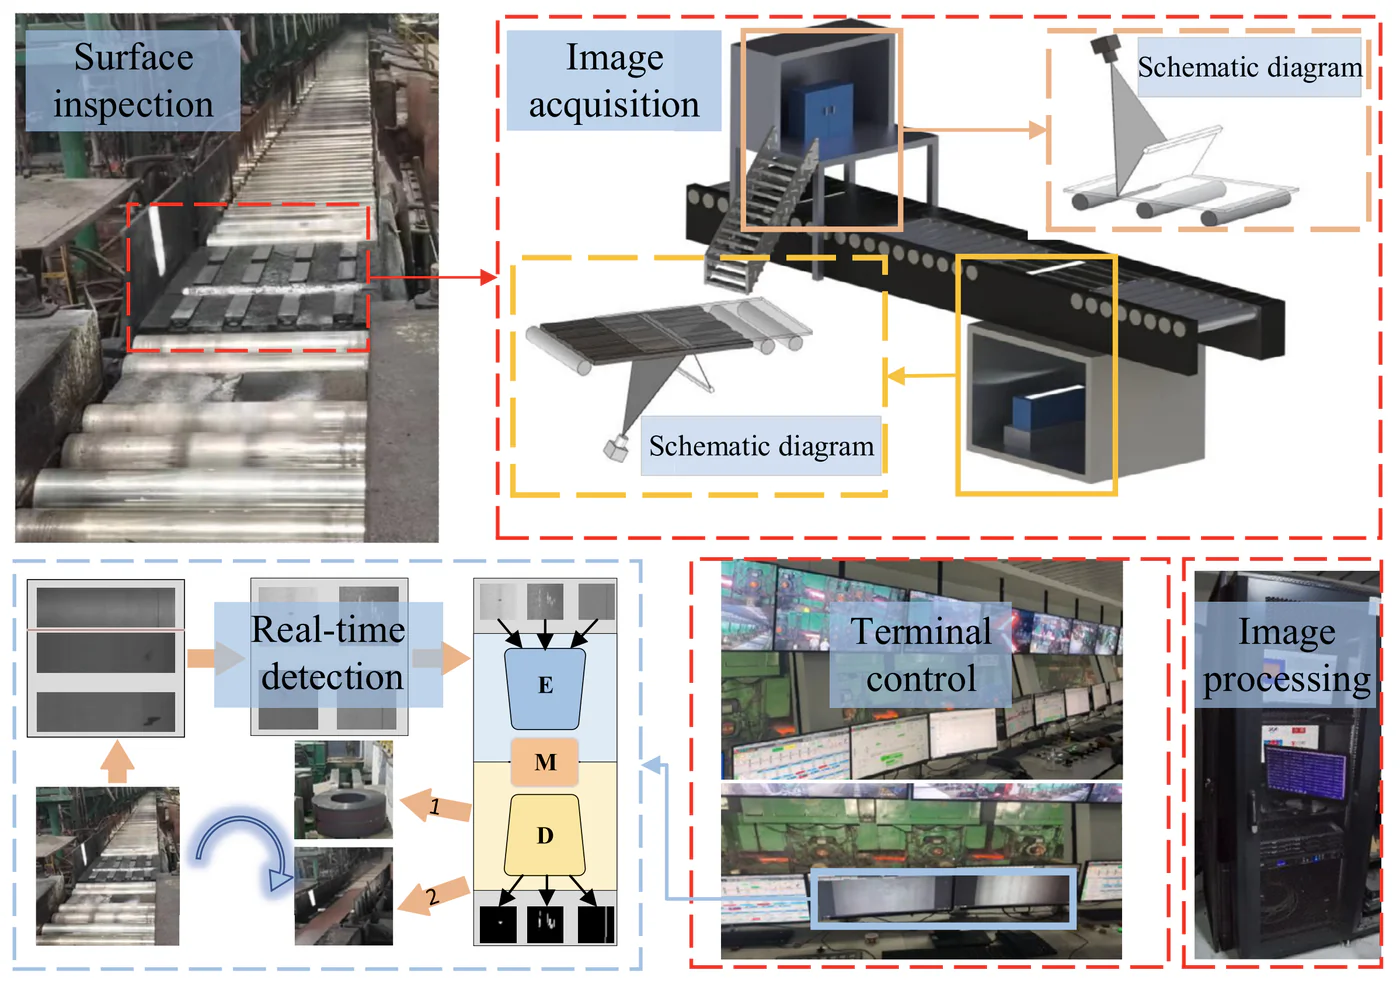 Surface
inspection
Image
acquisition
Schematic diagram
Schematic diagram
Real-time
detection
E
M
D
1
2
Terminal
control
Image
processing